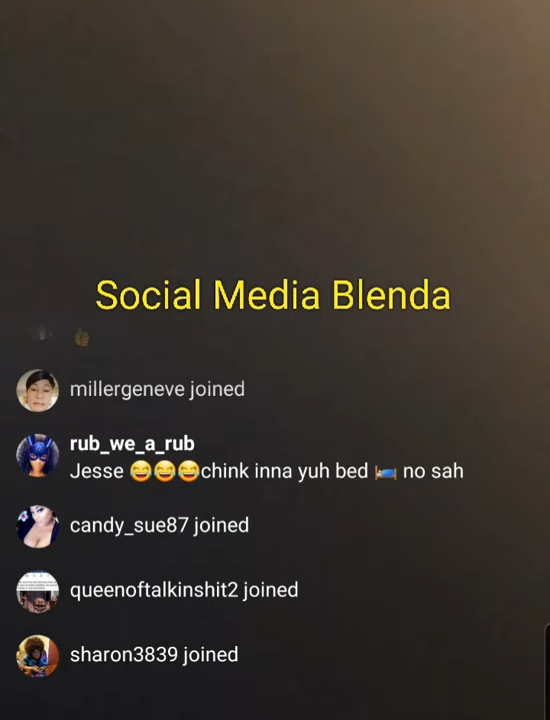 Social Media Blenda
millergeneve joined
rub_we_a_rub
Jesse 😂😂😂chink inna yuh bed 🛌 no sah
candy_sue87 joined
queenoftalkinshit2 joined
sharon3839 joined